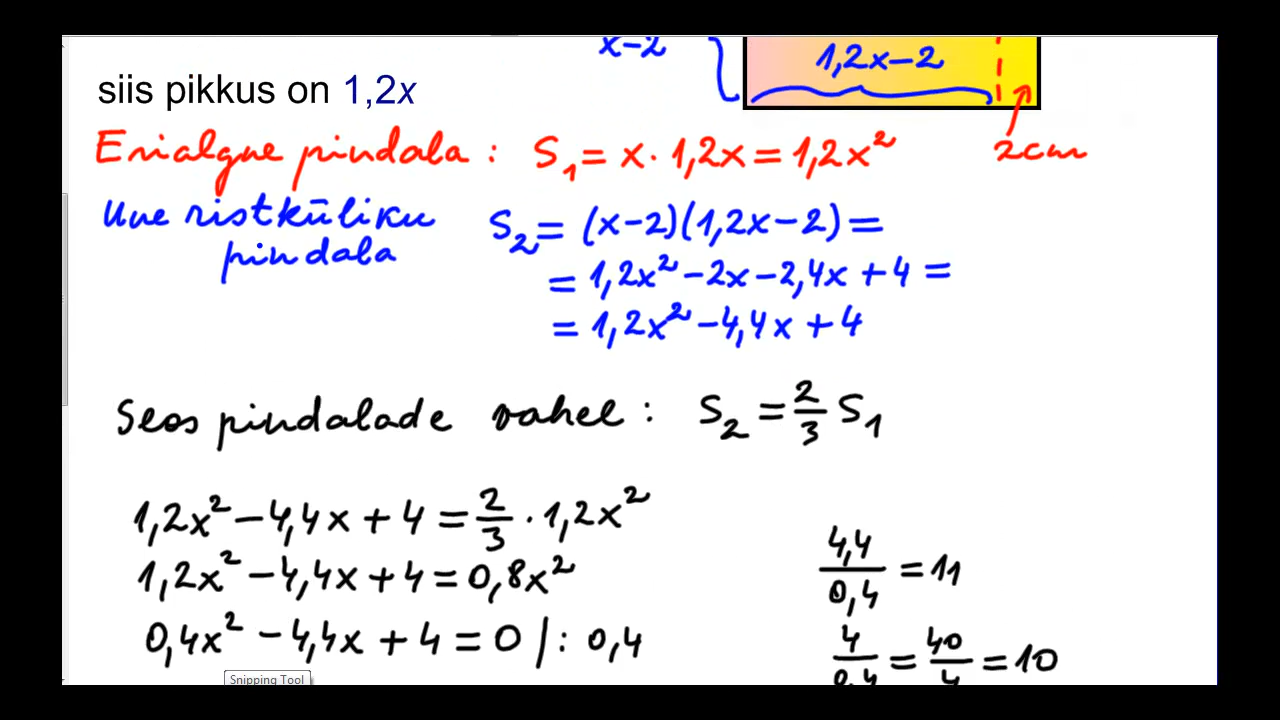 x-2
1,2x-2
siis pikkus on 1,2x
2cm
Esialgne pindala: S₁ = x · 1,2x = 1,2x²
Uue ristküliku
pindala
S₂ = (x-2)(1,2x-2) =
= 1,2x² - 2x - 2,4x + 4 =
= 1,2x² - 4,4x + 4
Seos pindalade vahel: S₂ = 2/3 S₁
1,2x² - 4,4x + 4 = 2/3 · 1,2x²
1,2x² - 4,4x + 4 = 0,8x²
0,4x² - 4,4x + 4 = 0 |: 0,4
4,4/0,4 = 11
4/0,4 = 40/4 = 10
Snipping Tool